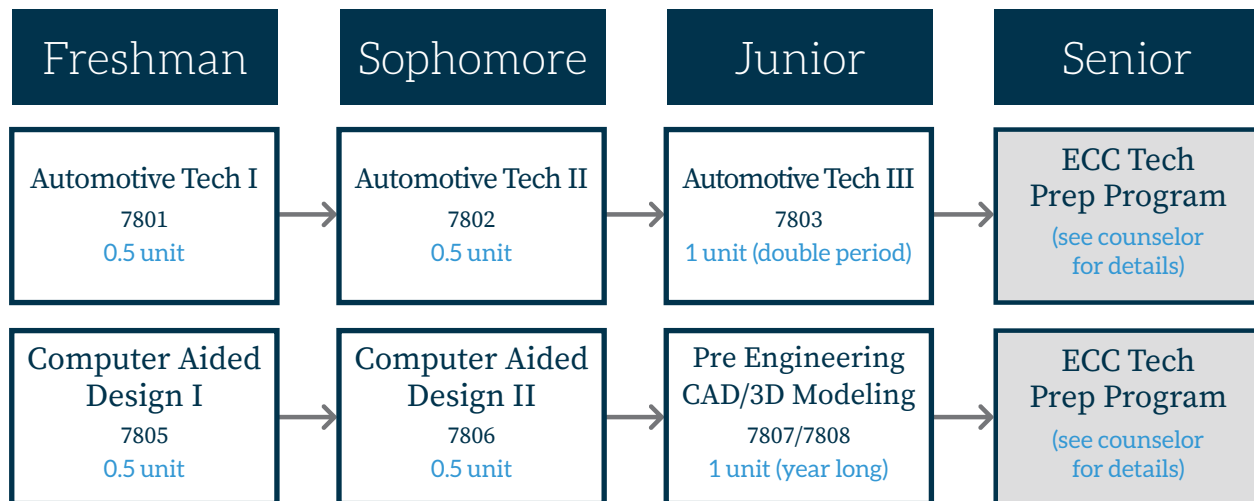 Freshman
Sophomore
Junior
Senior
Automotive Tech I
7801
0.5 unit
Automotive Tech II
7802
0.5 unit
Automotive Tech III
7803
1 unit (double period)
ECC Tech
Prep Program
(see counselor
for details)
Computer Aided
Design I
7805
0.5 unit
Computer Aided
Design II
7806
0.5 unit
Pre Engineering
CAD/3D Modeling
7807/7808
1 unit (year long)
ECC Tech
Prep Program
(see counselor
for details)